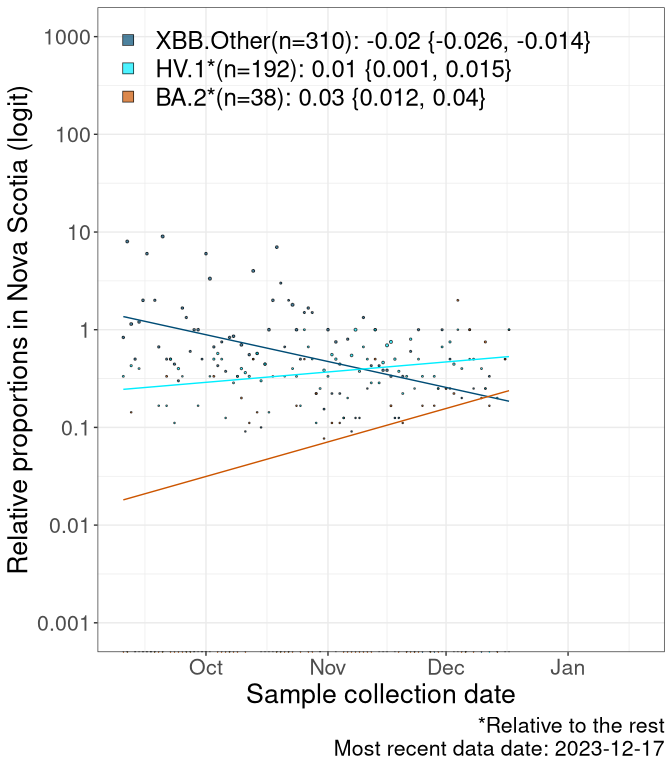 XBB.Other(n=310): -0.02 {-0.026, -0.014}
HV.1*(n=192): 0.01 {0.001, 0.015}
BA.2*(n=38): 0.03 {0.012, 0.04}
Relative proportions in Nova Scotia (logit)
1000
100
10
1
0.1
0.01
0.001
Oct Nov Dec Jan
Sample collection date
*Relative to the rest
Most recent data date: 2023-12-17